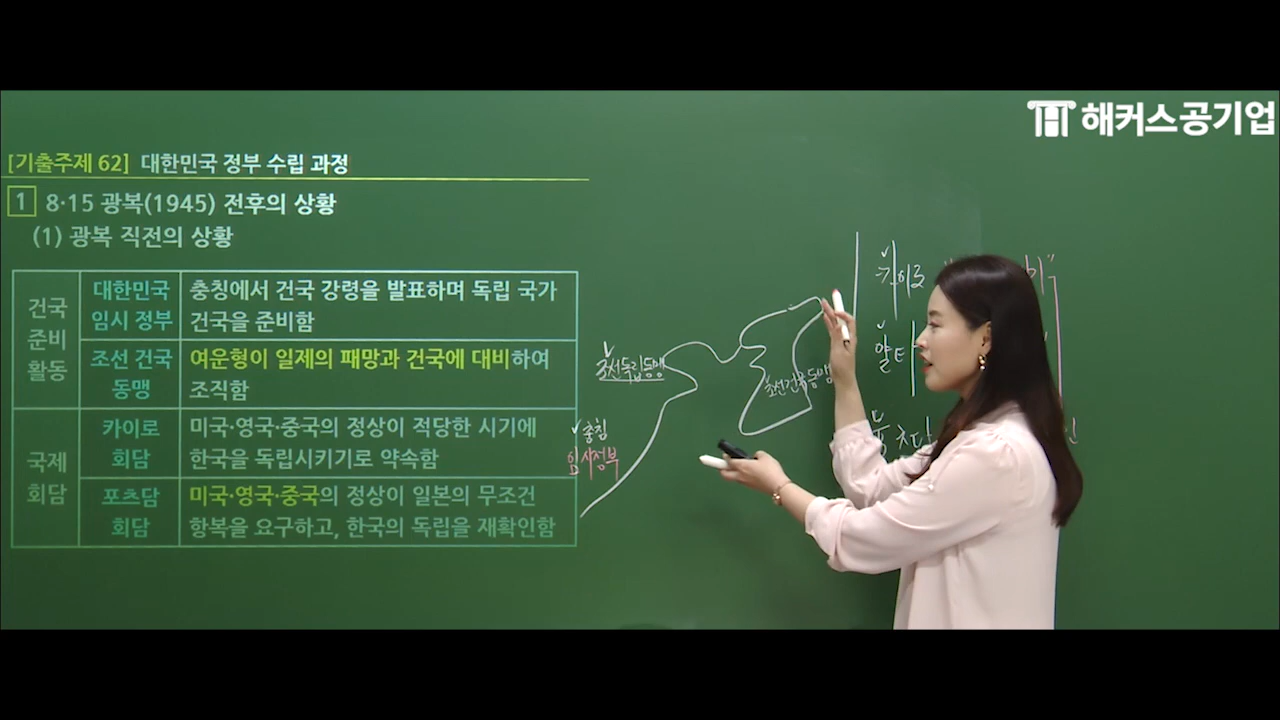 해커스공기업
[기출주제 62] 대한민국 정부 수립 과정
1 8·15 광복(1945) 전후의 상황
(1) 광복 직전의 상황
건국
준비
활동
대한민국
임시 정부
충칭에서 건국 강령을 발표하며 독립 국가
건국을 준비함
조선 건국
동맹
여운형이 일제의 패망과 건국에 대비하여
조직함
국제
회담
카이로
회담
미국·영국·중국의 정상이 적당한 시기에
한국을 독립시키기로 약속함
포츠담
회담
미국·영국·중국의 정상이 일본의 무조건
항복을 요구하고, 한국의 독립을 재확인함
조선독립동맹
조선건국동맹
충칭
임시정부
카이로
얄타
포츠담